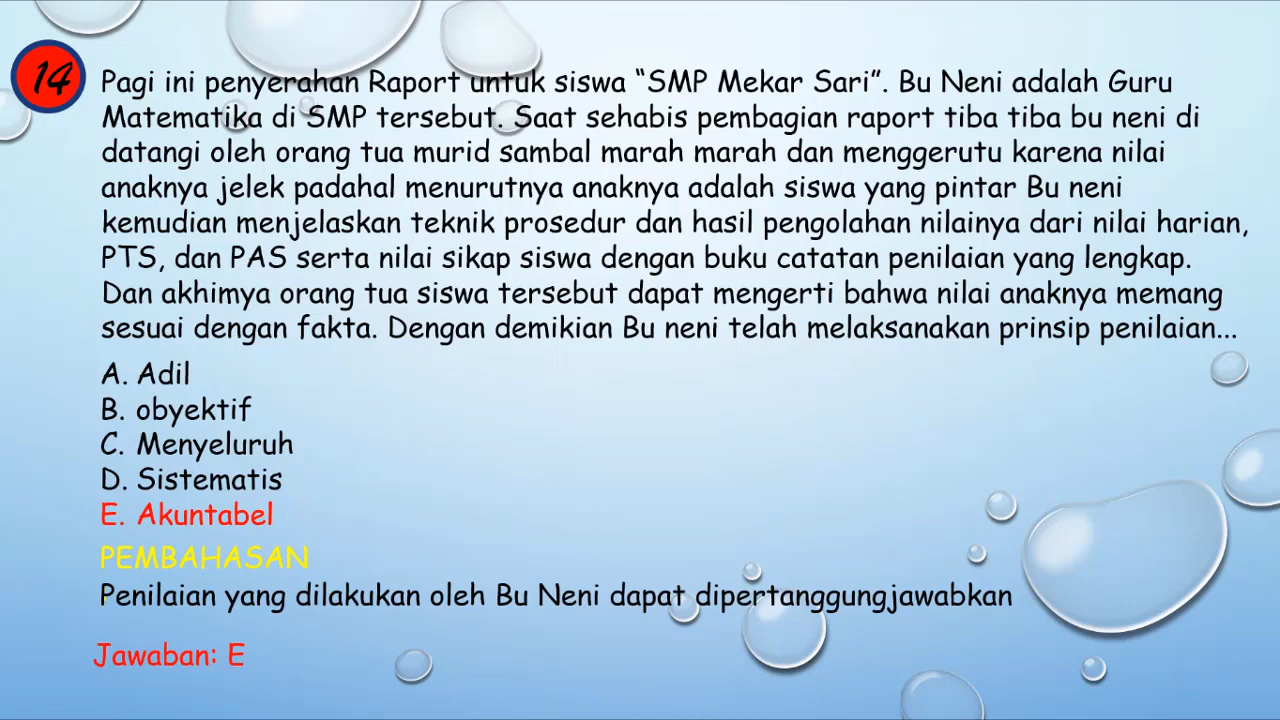 14
Pagi ini penyerahan Raport untuk siswa “SMP Mekar Sari”. Bu Neni adalah Guru
Matematika di SMP tersebut. Saat sehabis pembagian raport tiba tiba bu neni di
datangi oleh orang tua murid sambal marah marah dan menggerutu karena nilai
anaknya jelek padahal menurutnya anaknya adalah siswa yang pintar Bu neni
kemudian menjelaskan teknik prosedur dan hasil pengolahan nilainya dari nilai harian,
PTS, dan PAS serta nilai sikap siswa dengan buku catatan penilaian yang lengkap.
Dan akhimya orang tua siswa tersebut dapat mengerti bahwa nilai anaknya memang
sesuai dengan fakta. Dengan demikian Bu neni telah melaksanakan prinsip penilaian...
A. Adil
B. obyektif
C. Menyeluruh
D. Sistematis
E. Akuntabel
PEMBAHASAN
Penilaian yang dilakukan oleh Bu Neni dapat dipertanggungjawabkan
Jawaban: E